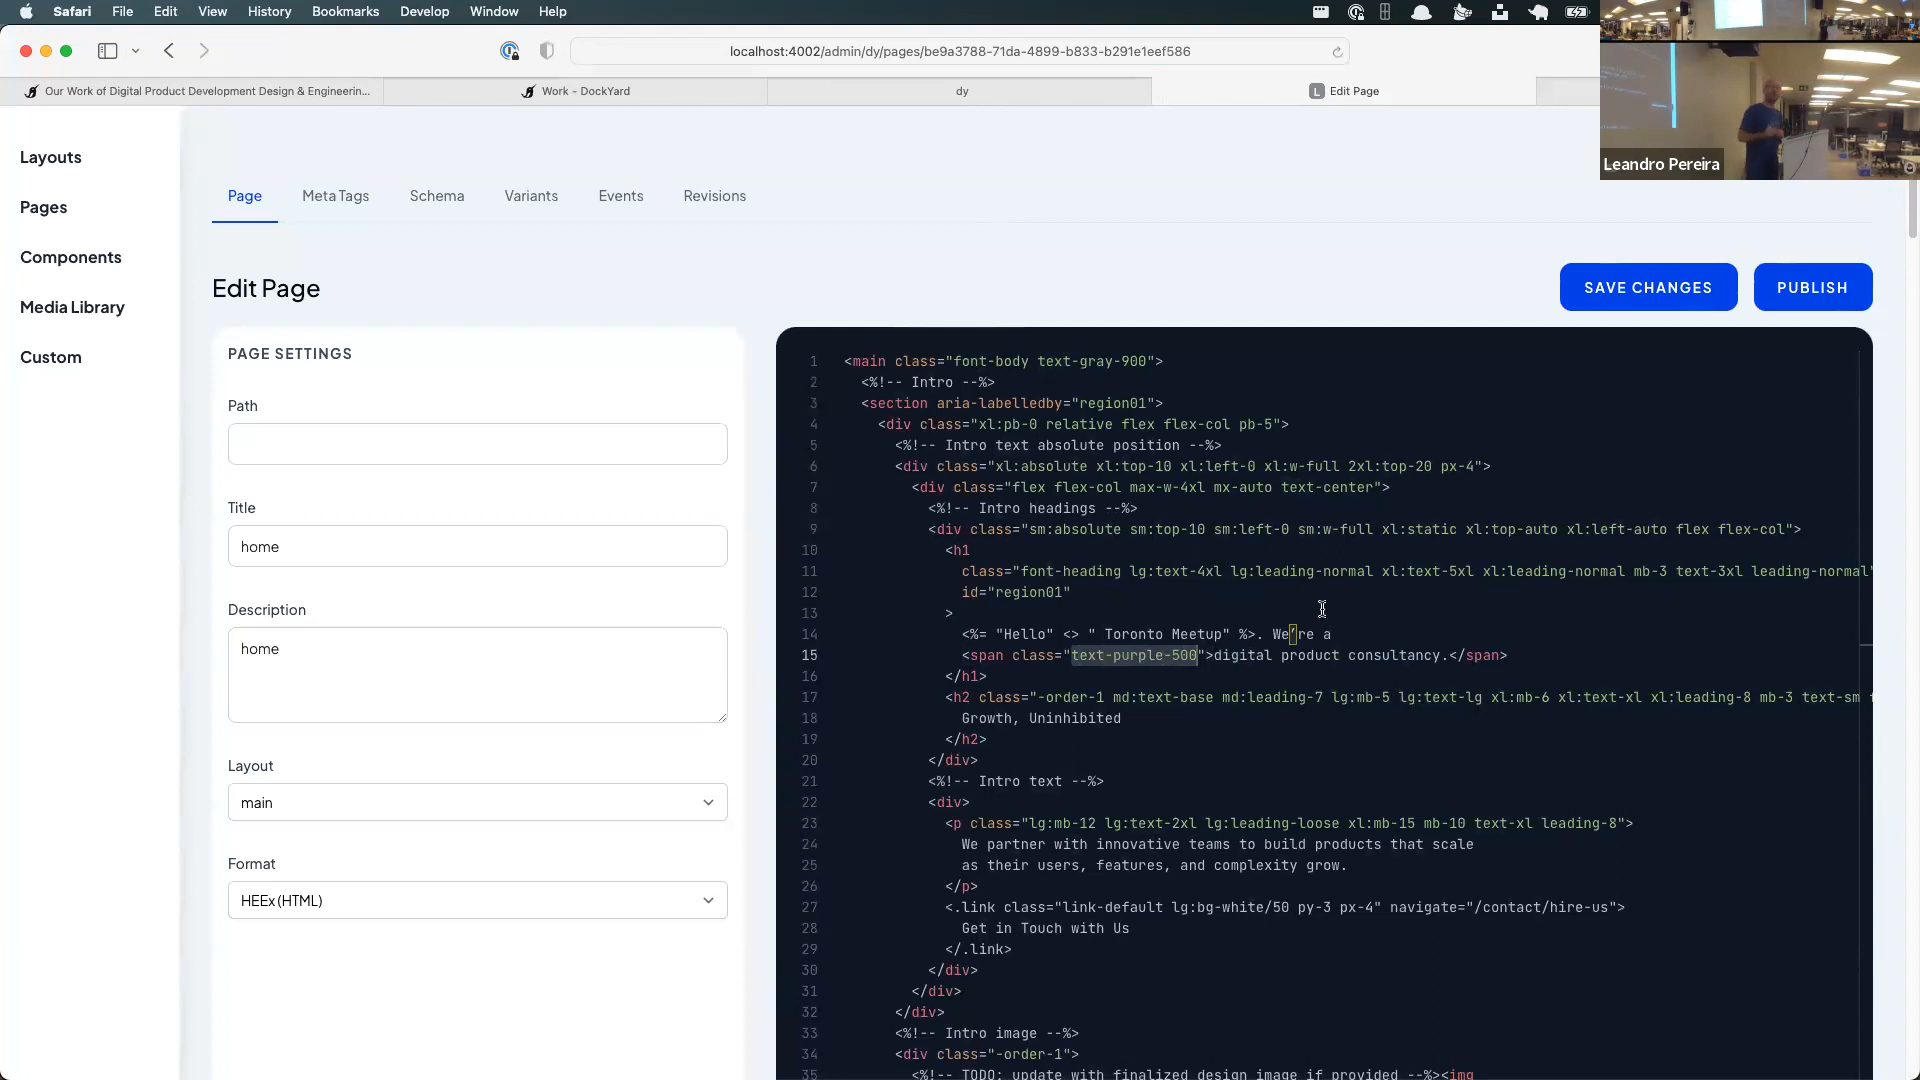 Safari File Edit View History Bookmarks Develop Window Help
localhost:4002/admin/dy/pages/be9a3788-71da-4899-b833-b291e1eef586
Our Work of Digital Product Development Design & Engineerin...
Work – DockYard
dy
L Edit Page
Leandro Pereira
Layouts
Pages
Components
Media Library
Custom
Page Meta Tags Schema Variants Events Revisions
Edit Page
SAVE CHANGES PUBLISH
PAGE SETTINGS
Path
Title
home
Description
home
Layout
main
Format
HEEx (HTML)
1 <main class="font-body text-gray-900">
2 <%!-- Intro --%>
3 <section aria-labelledby="region01">
4 <div class="xl:pb-0 relative flex flex-col pb-5">
5 <%!-- Intro text absolute position --%>
6 <div class="xl:absolute xl:top-10 xl:left-0 xl:w-full 2xl:top-20 px-4">
7 <div class="flex flex-col max-w-4xl mx-auto text-center">
8 <%!-- Intro headings --%>
9 <div class="sm:absolute sm:top-10 sm:left-0 sm:w-full xl:static xl:top-auto xl:left-auto flex flex-col">
10 <h1
11 class="font-heading lg:text-4xl lg:leading-normal xl:text-5xl xl:leading-normal mb-3 text-3xl leading-normal"
12 id="region01"
13 >
14 <%= "Hello" <> " Toronto Meetup" %>. We’re a
15 <span class="text-purple-500">digital product consultancy.</span>
16 </h1>
17 <h2 class="-order-1 md:text-base md:leading-7 lg:mb-5 lg:text-lg xl:mb-6 xl:text-xl xl:leading-8 mb-3 text-sm
18 Growth, Uninhibited
19 </h2>
20 </div>
21 <%!-- Intro text --%>
22 <div>
23 <p class="lg:mb-12 lg:text-2xl lg:leading-loose xl:mb-15 mb-10 text-xl leading-8">
24 We partner with innovative teams to build products that scale
25 as their users, features, and complexity grow.
26 </p>
27 <.link class="link-default lg:bg-white/50 py-3 px-4" navigate="/contact/hire-us">
28 Get in Touch with Us
29 </.link>
30 </div>
31 </div>
32 </div>
33 <%!-- Intro image --%>
34 <div class="-order-1">
35 <%!-- TODO: update with finalized design image if provided --%><img